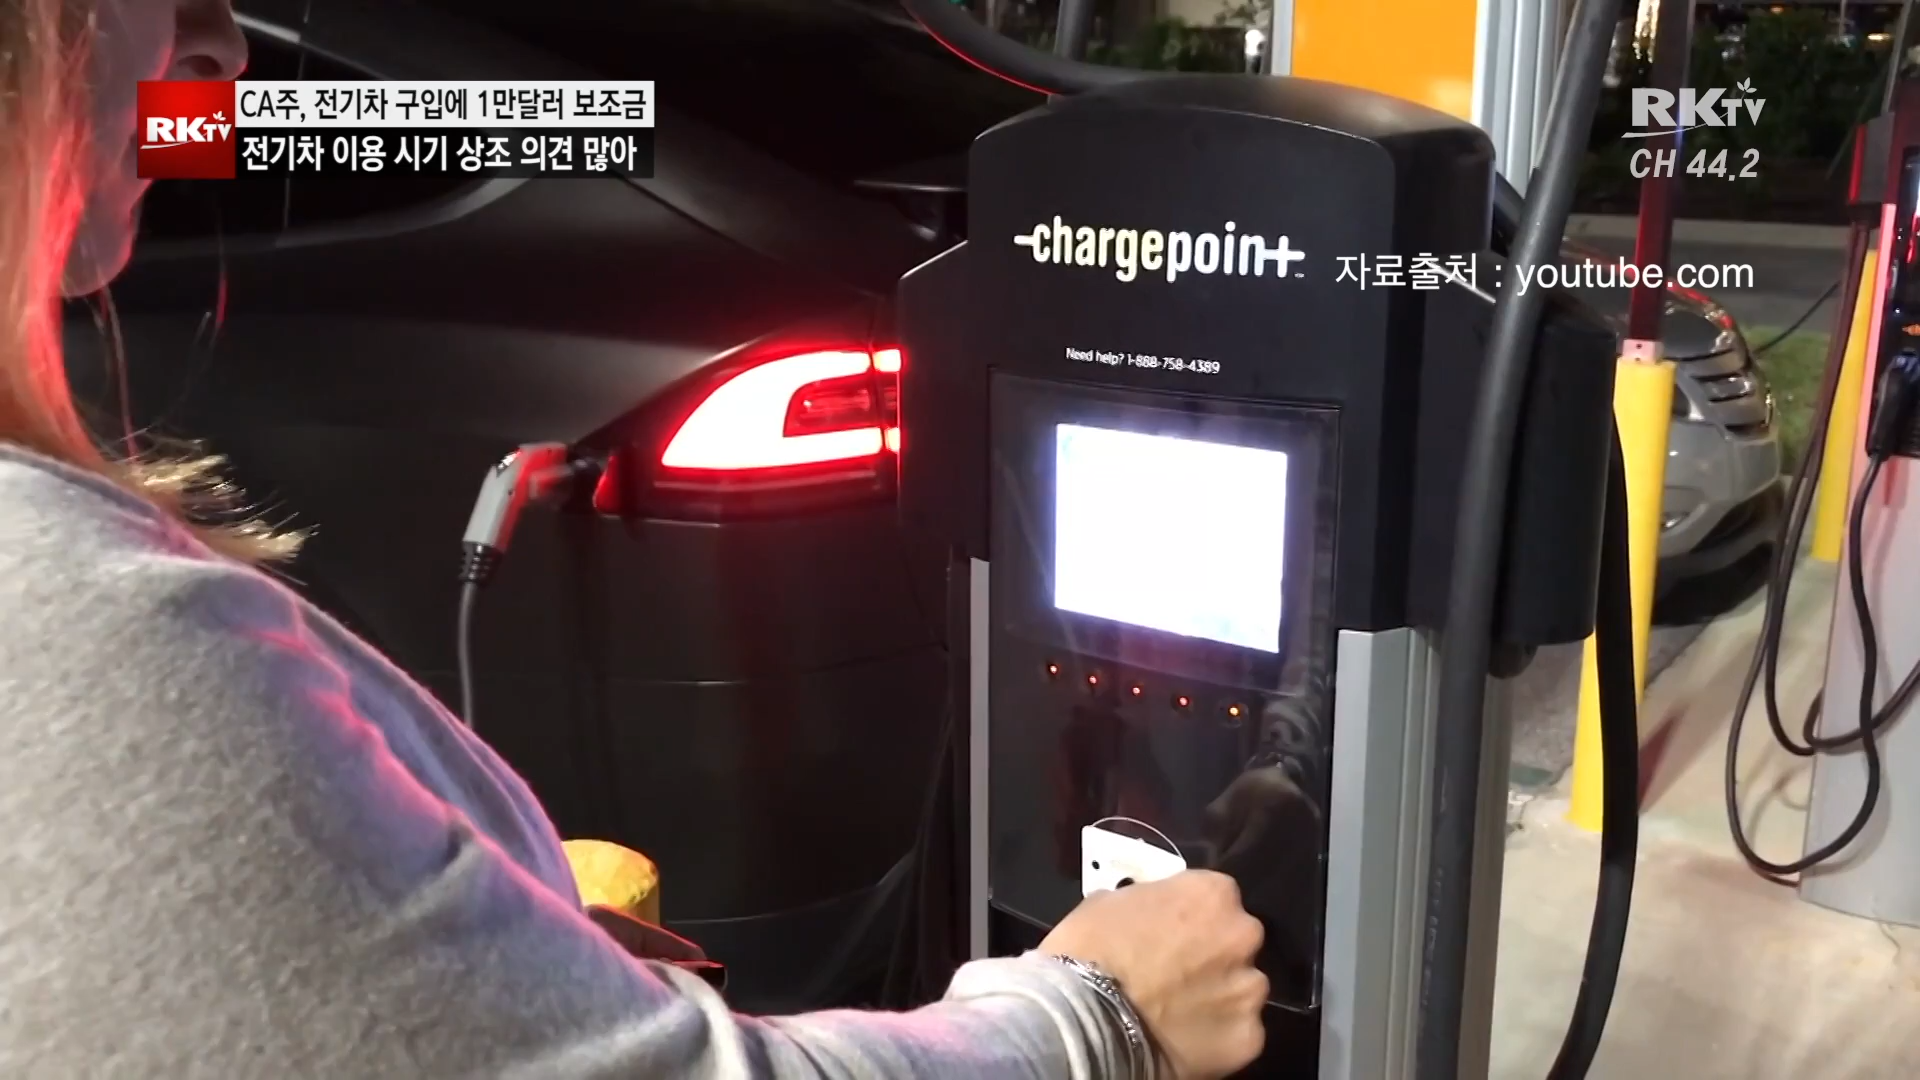 RKTV
CA주, 전기차 구입에 1만달러 보조금
전기차 이용 시기 상조 의견 많아
RKTV
CH 44.2
chargepoin+
자료출처 : youtube.com
Need help? 1-888-758-4389